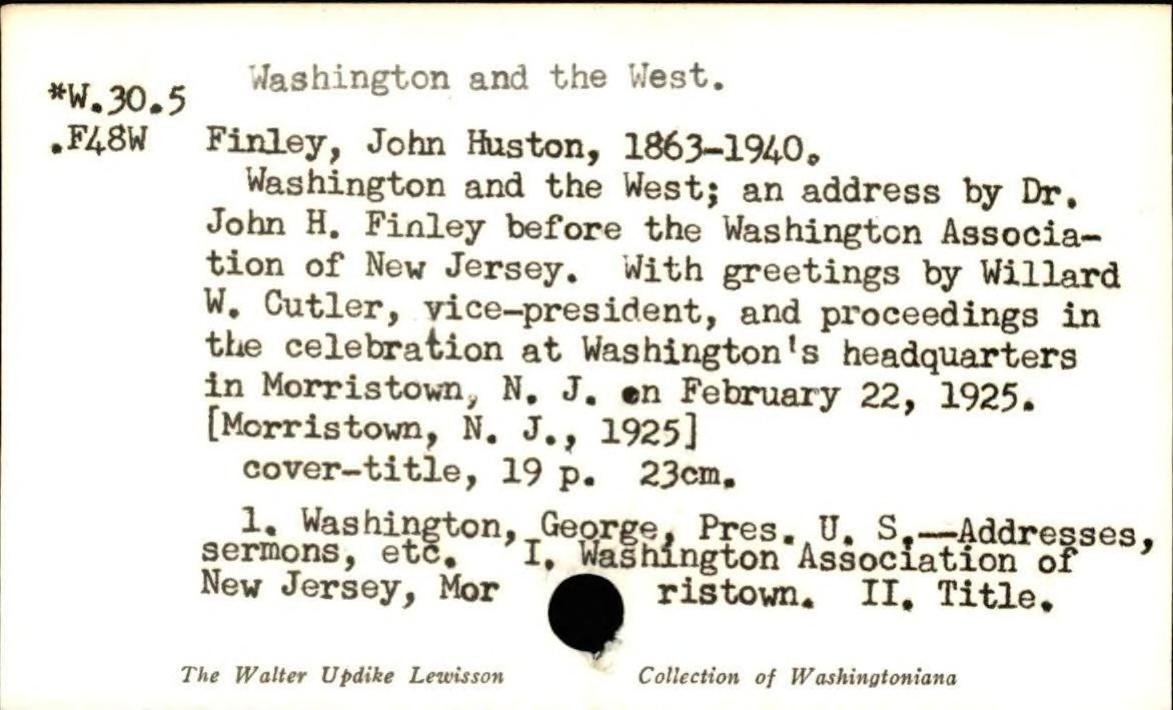 Washington and the West.
*W.30.5
.F48W Finley, John Huston, 1863-1940.
Washington and the West; an address by Dr.
John H. Finley before the Washington Associa-
tion of New Jersey. With greetings by Willard
W. Cutler, vice-president, and proceedings in
the celebration at Washington's headquarters
in Morristown, N. J. on February 22, 1925.
[Morristown, N. J., 1925]
cover-title, 19 p. 23cm.
1. Washington, George, Pres. U. S.—Addresses,
sermons, etc. I. Washington Association of
New Jersey, Mor ristown. II. Title.
The Walter Updike Lewisson Collection of Washingtoniana